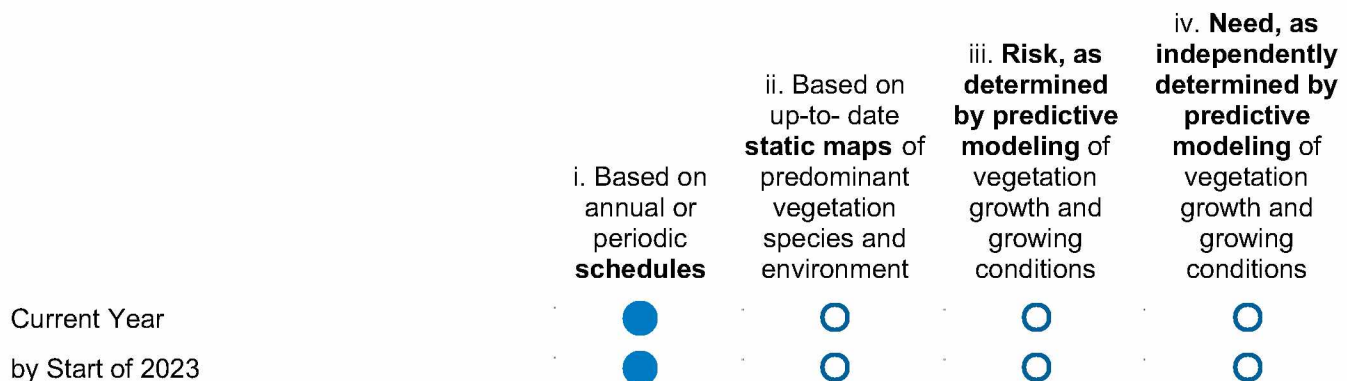 i. Based on
annual or
periodic
schedules
ii. Based on
up-to- date
static maps of
predominant
vegetation
species and
environment
iii. Risk, as
determined
by predictive
modeling of
vegetation
growth and
growing
conditions
iv. Need, as
independently
determined by
predictive
modeling of
vegetation
growth and
growing
conditions
Current Year
by Start of 2023